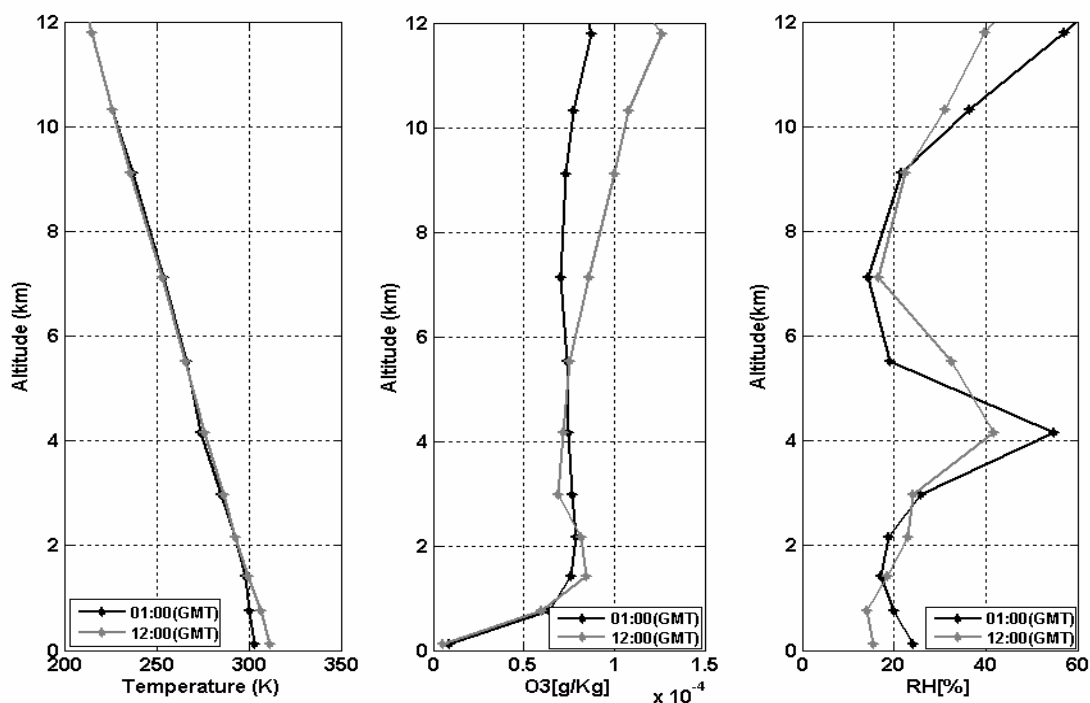 12
10
8
6
4
2
0
Altitude (km)
200 250 300 350
Temperature (K)
01:00(GMT)
12:00(GMT)
12
10
8
6
4
2
0
Altitude (km)
0 0.5 1 1.5
O3[g/Kg]
x 10⁻⁴
01:00(GMT)
12:00(GMT)
12
10
8
6
4
2
0
Altitude(km)
0 20 40 60
RH[%]
01:00(GMT)
12:00(GMT)